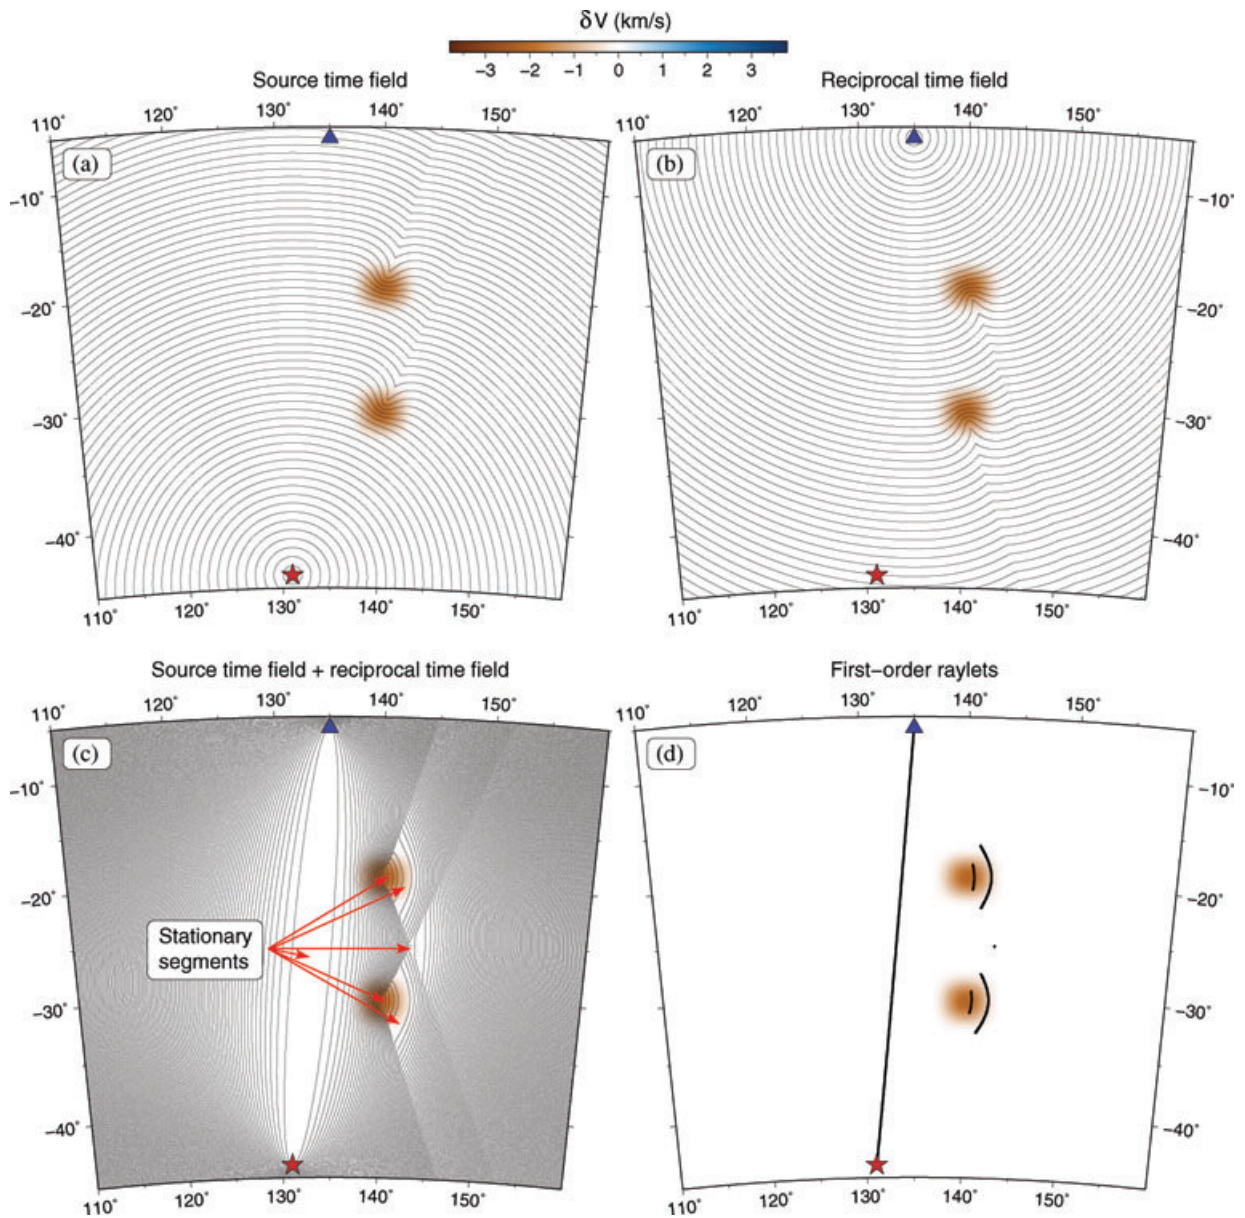 δV (km/s)
−3 −2 −1 0 1 2 3
Source time field
Reciprocal time field
110˚ 120˚ 130˚ 140˚ 150˚
(a)
−10˚
−20˚
−30˚
−40˚
110˚ 120˚ 130˚ 140˚ 150˚
110˚ 120˚ 130˚ 140˚ 150˚
(b)
−10˚
−20˚
−30˚
−40˚
110˚ 120˚ 130˚ 140˚ 150˚
Source time field + reciprocal time field
First−order raylets
110˚ 120˚ 130˚ 140˚ 150˚
(c)
−10˚
−20˚
Stationary
segments
−30˚
−40˚
110˚ 120˚ 130˚ 140˚ 150˚
110˚ 120˚ 130˚ 140˚ 150˚
(d)
−10˚
−20˚
−30˚
−40˚
110˚ 120˚ 130˚ 140˚ 150˚